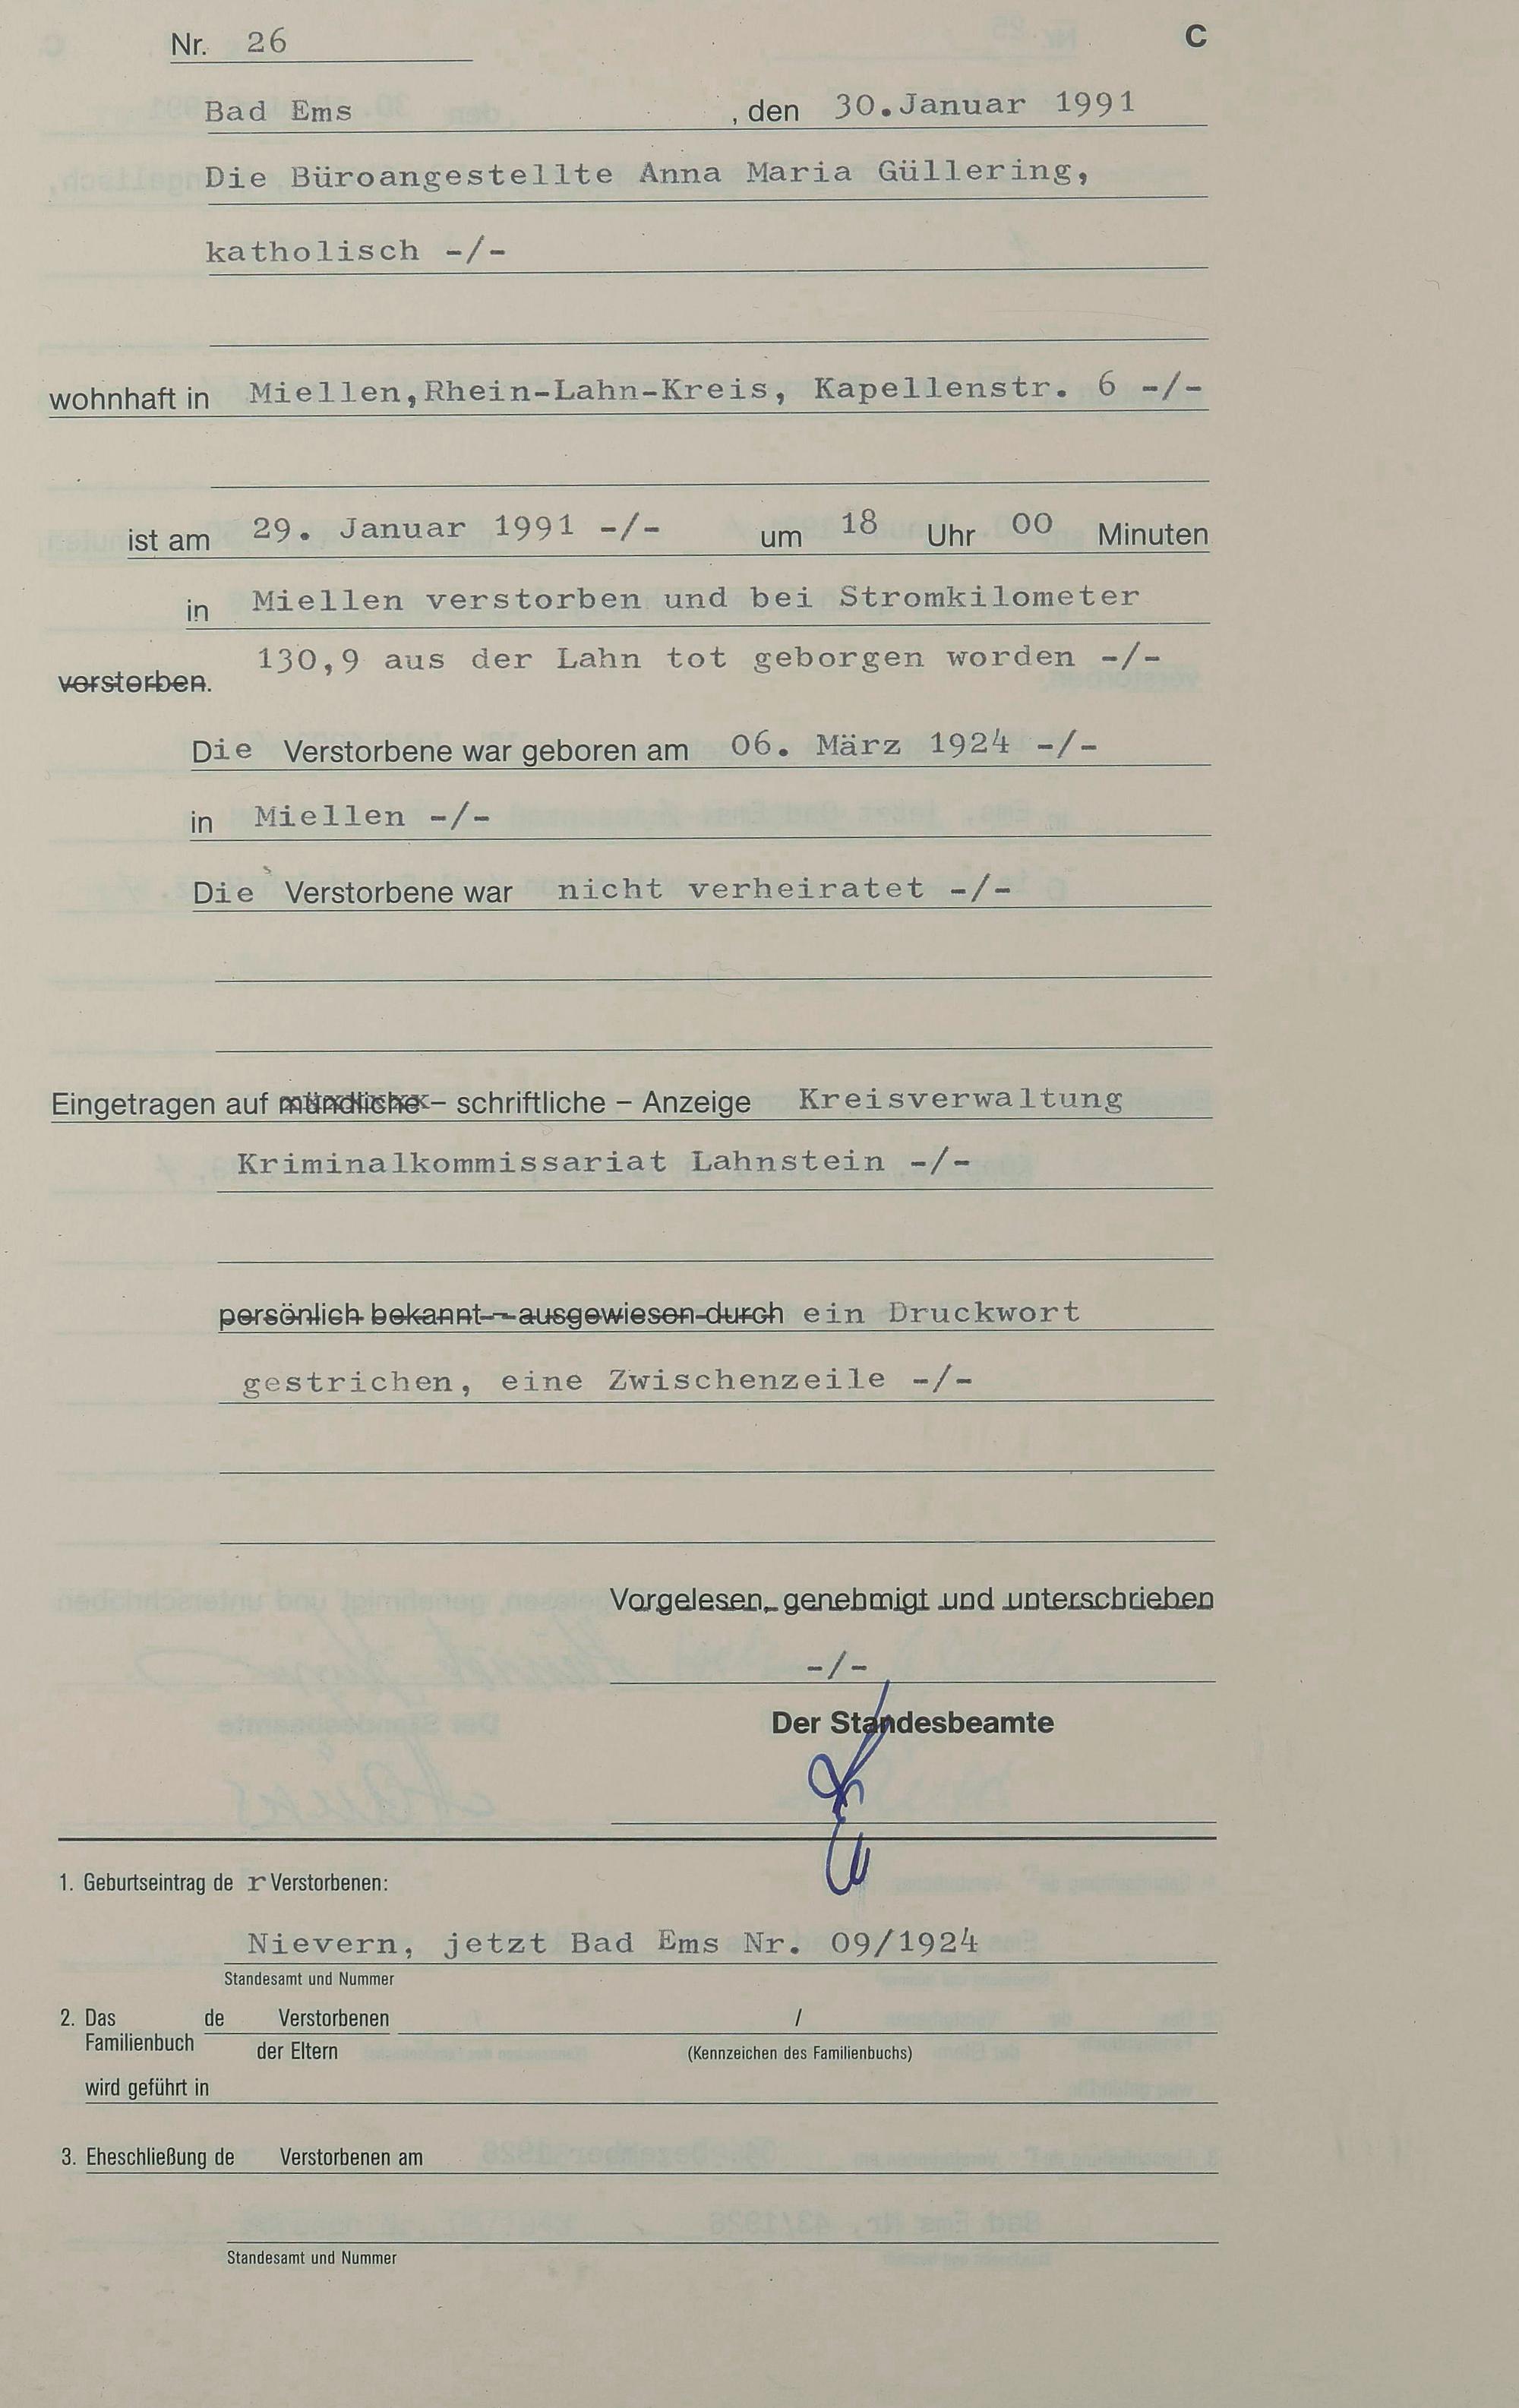 Nr. 26 C
Bad Ems , den 30.Januar 1991
Die Büroangestellte Anna Maria Güllering,
katholisch -/-
wohnhaft in Miellen,Rhein-Lahn-Kreis, Kapellenstr. 6 -/-
ist am 29. Januar 1991 -/- um 18 Uhr 00 Minuten
in Miellen verstorben und bei Stromkilometer
130,9 aus der Lahn tot geborgen worden -/-
verstorben.
Die Verstorbene war geboren am 06. März 1924 -/-
in Miellen -/-
Die Verstorbene war nicht verheiratet -/-
Eingetragen auf mündliche – schriftliche – Anzeige Kreisverwaltung
Kriminalkommissariat Lahnstein -/-
persönlich bekannt – ausgewiesen durch ein Druckwort
gestrichen, eine Zwischenzeile -/-
Vorgelesen, genehmigt und unterschrieben
-/-
Der Standesbeamte
1. Geburtseintrag de r Verstorbenen:
Nievern, jetzt Bad Ems Nr. 09/1924
Standesamt und Nummer
2. Das de Verstorbenen /
Familienbuch der Eltern (Kennzeichen des Familienbuchs)
wird geführt in
3. Eheschließung de Verstorbenen am
Standesamt und Nummer